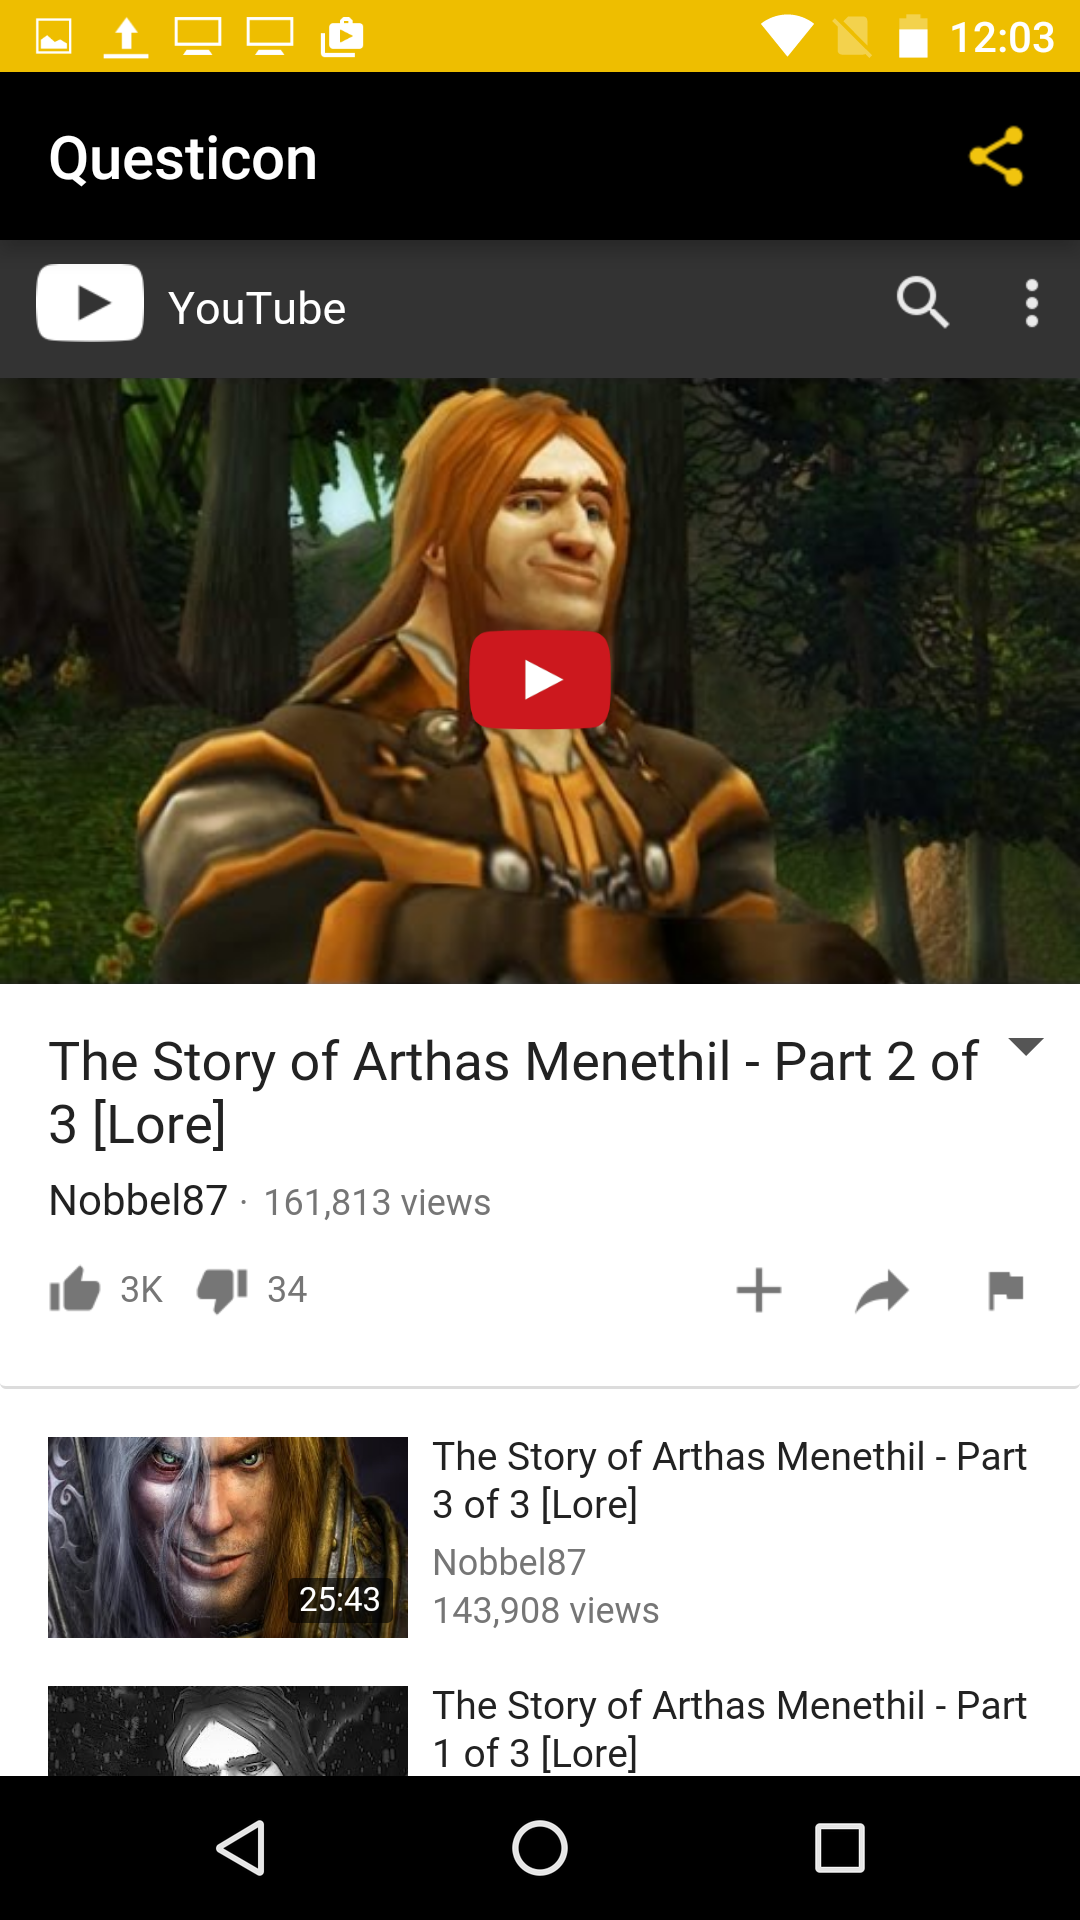 12:03
Questicon
YouTube
The Story of Arthas Menethil - Part 2 of
3 [Lore]
Nobbel87 · 161,813 views
3K 34
The Story of Arthas Menethil - Part
3 of 3 [Lore]
Nobbel87
143,908 views
25:43
The Story of Arthas Menethil - Part
1 of 3 [Lore]